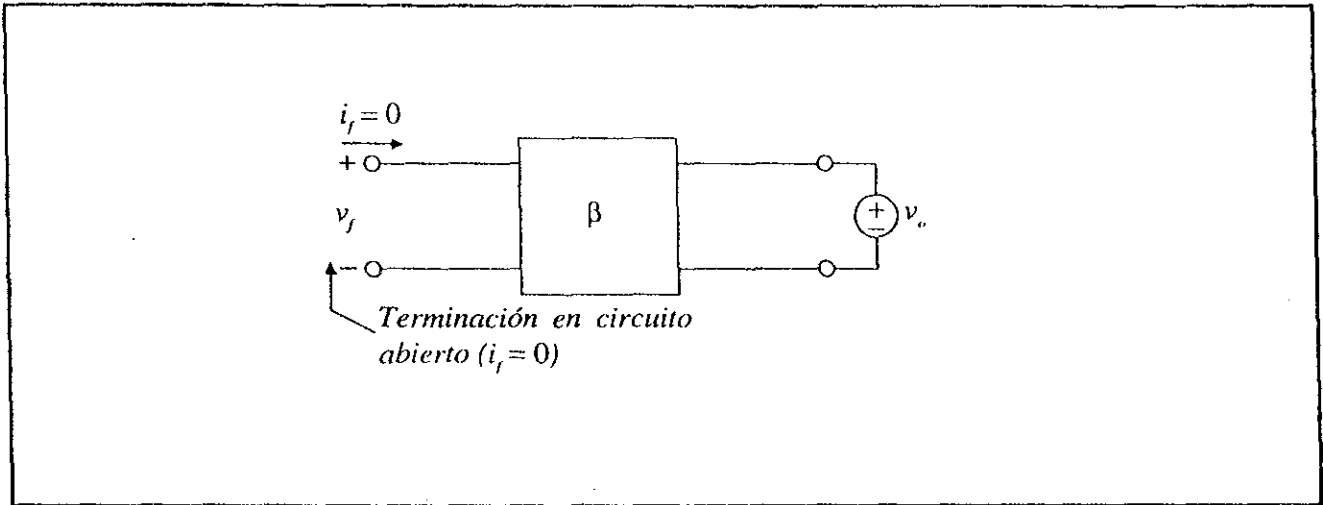 i_f = 0
+
v_f
β
+
−
v_o
−
Terminación en circuito
abierto (i_f = 0)